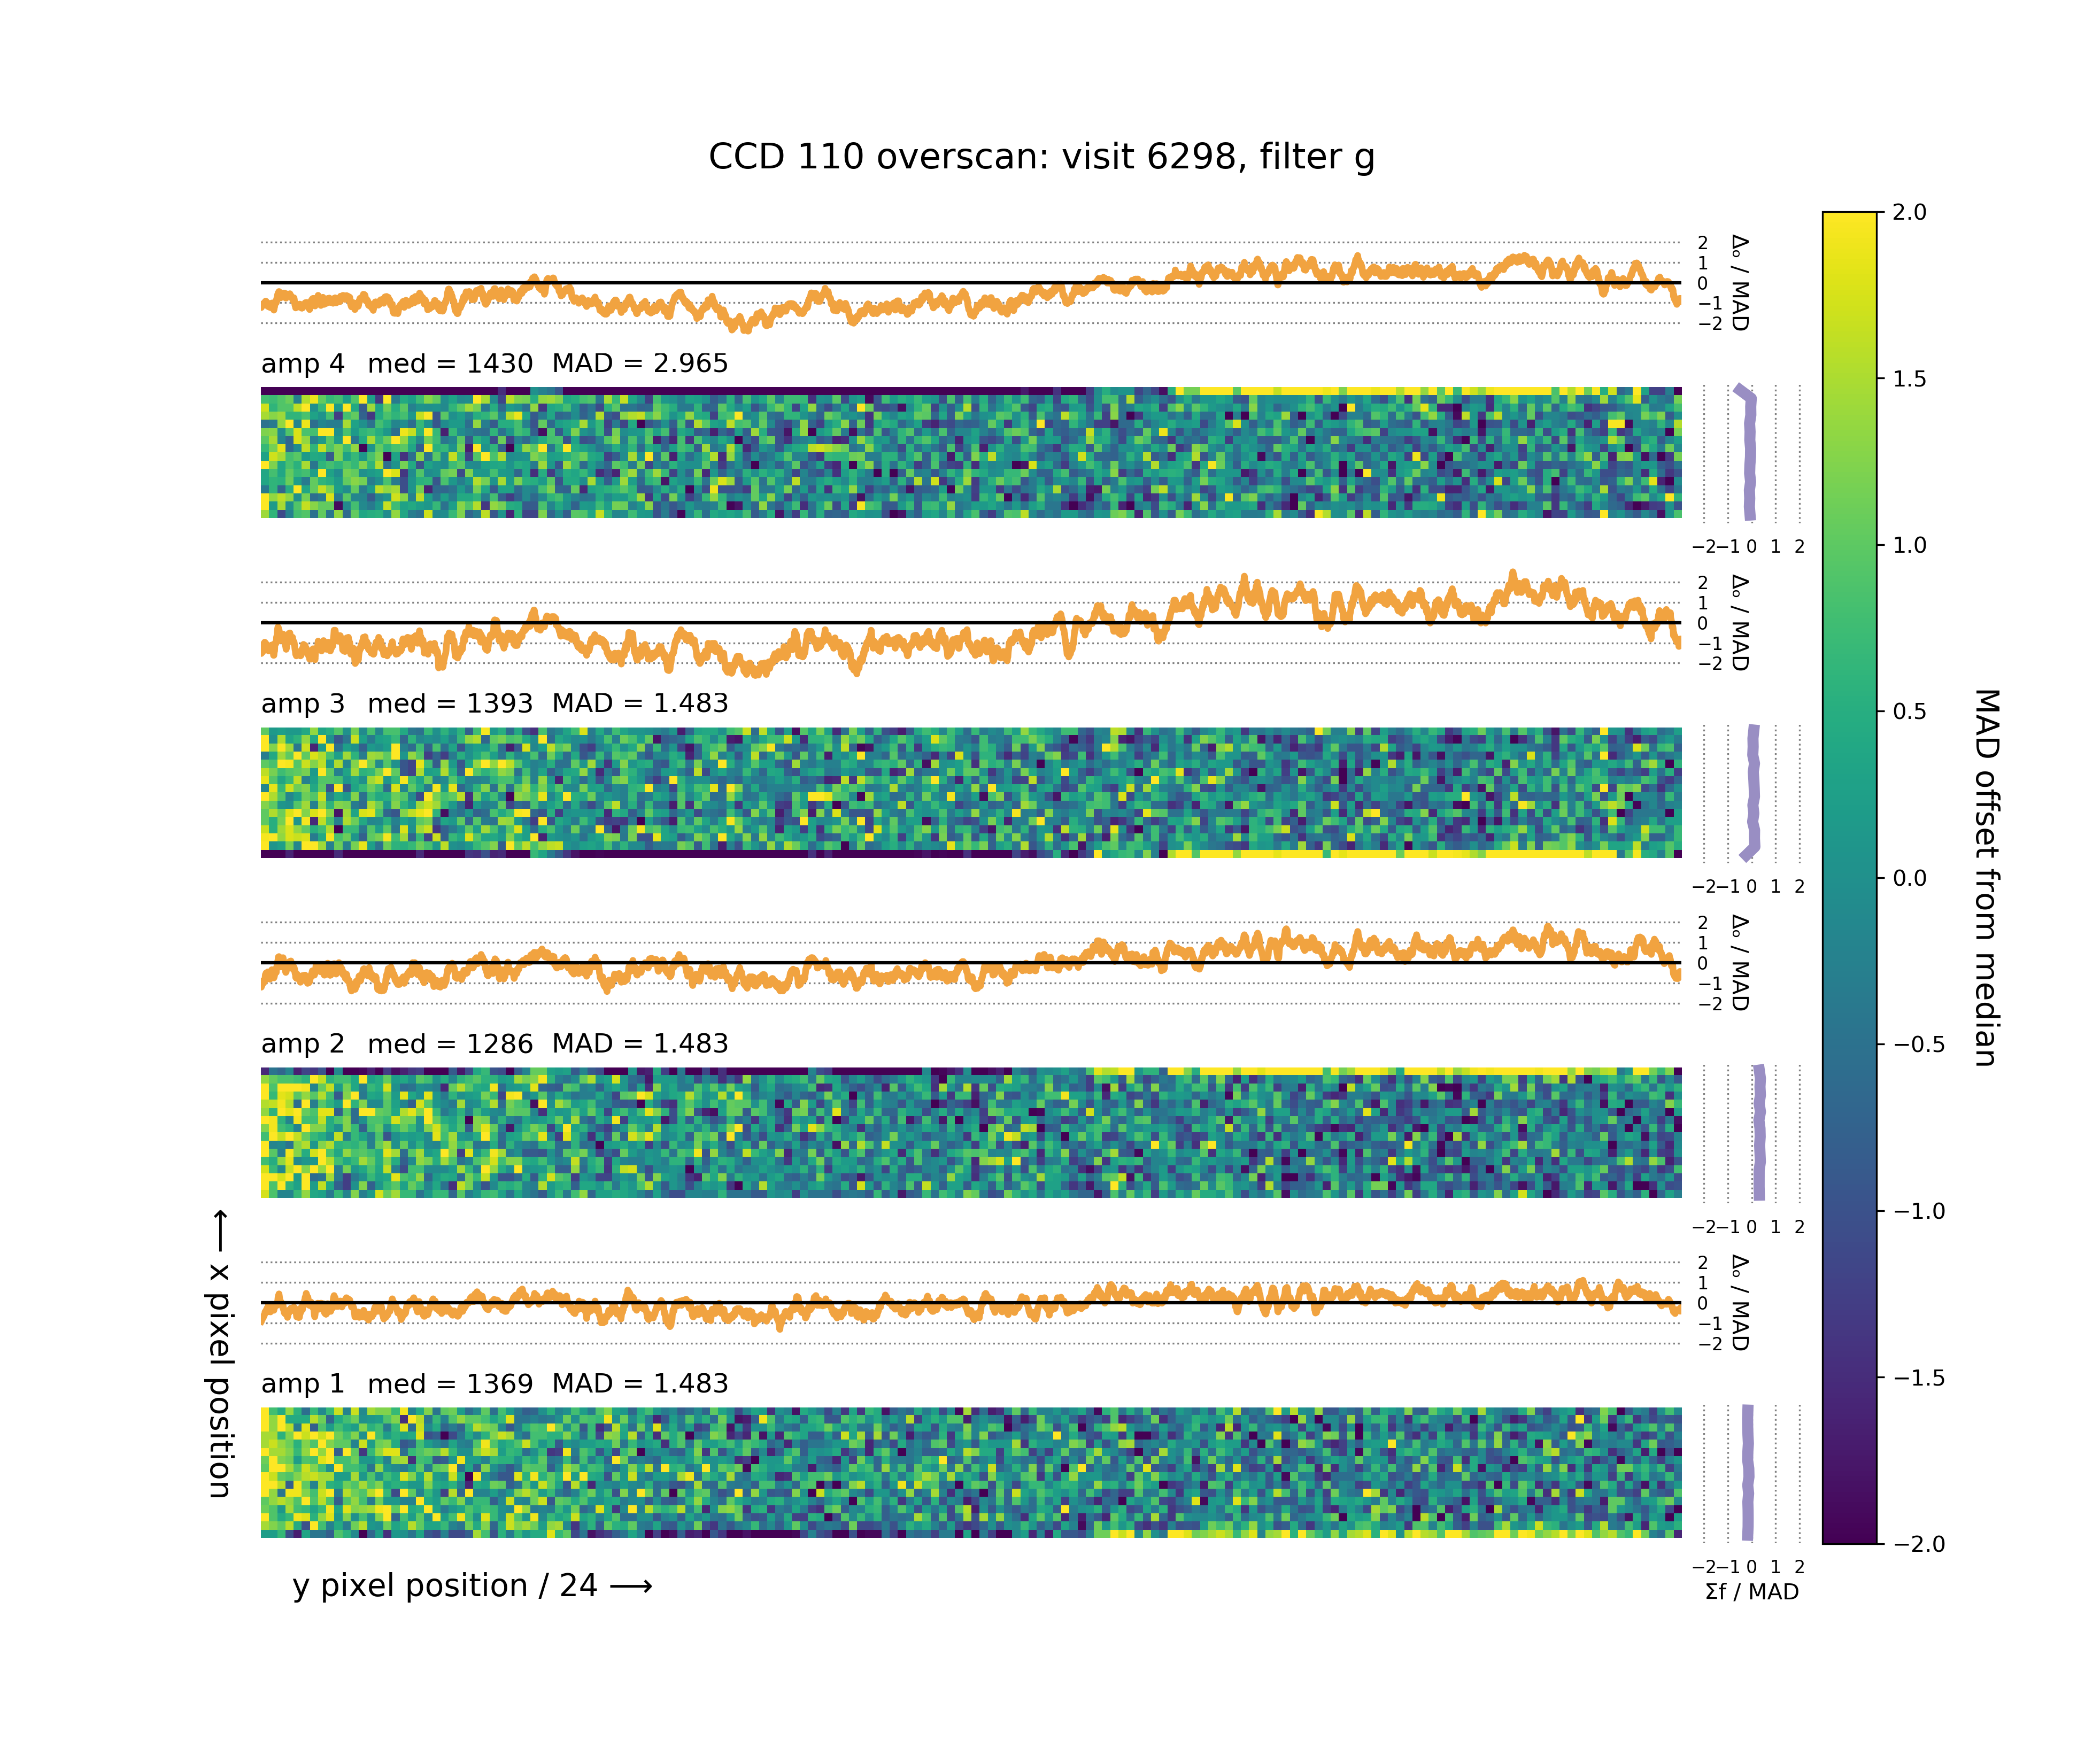 CCD 110 overscan: visit 6298, filter g
2
1
0
−1
−2
Δₒ / MAD
amp 4 med = 1430 MAD = 2.965
−2 −1 0 1 2
2
1
0
−1
−2
Δₒ / MAD
amp 3 med = 1393 MAD = 1.483
−2 −1 0 1 2
2
1
0
−1
−2
Δₒ / MAD
amp 2 med = 1286 MAD = 1.483
−2 −1 0 1 2
2
1
0
−1
−2
Δₒ / MAD
amp 1 med = 1369 MAD = 1.483
−2 −1 0 1 2
Σf / MAD
y pixel position / 24 ⟶
⟵ x pixel position
2.0
1.5
1.0
0.5
0.0
−0.5
−1.0
−1.5
−2.0
MAD offset from median